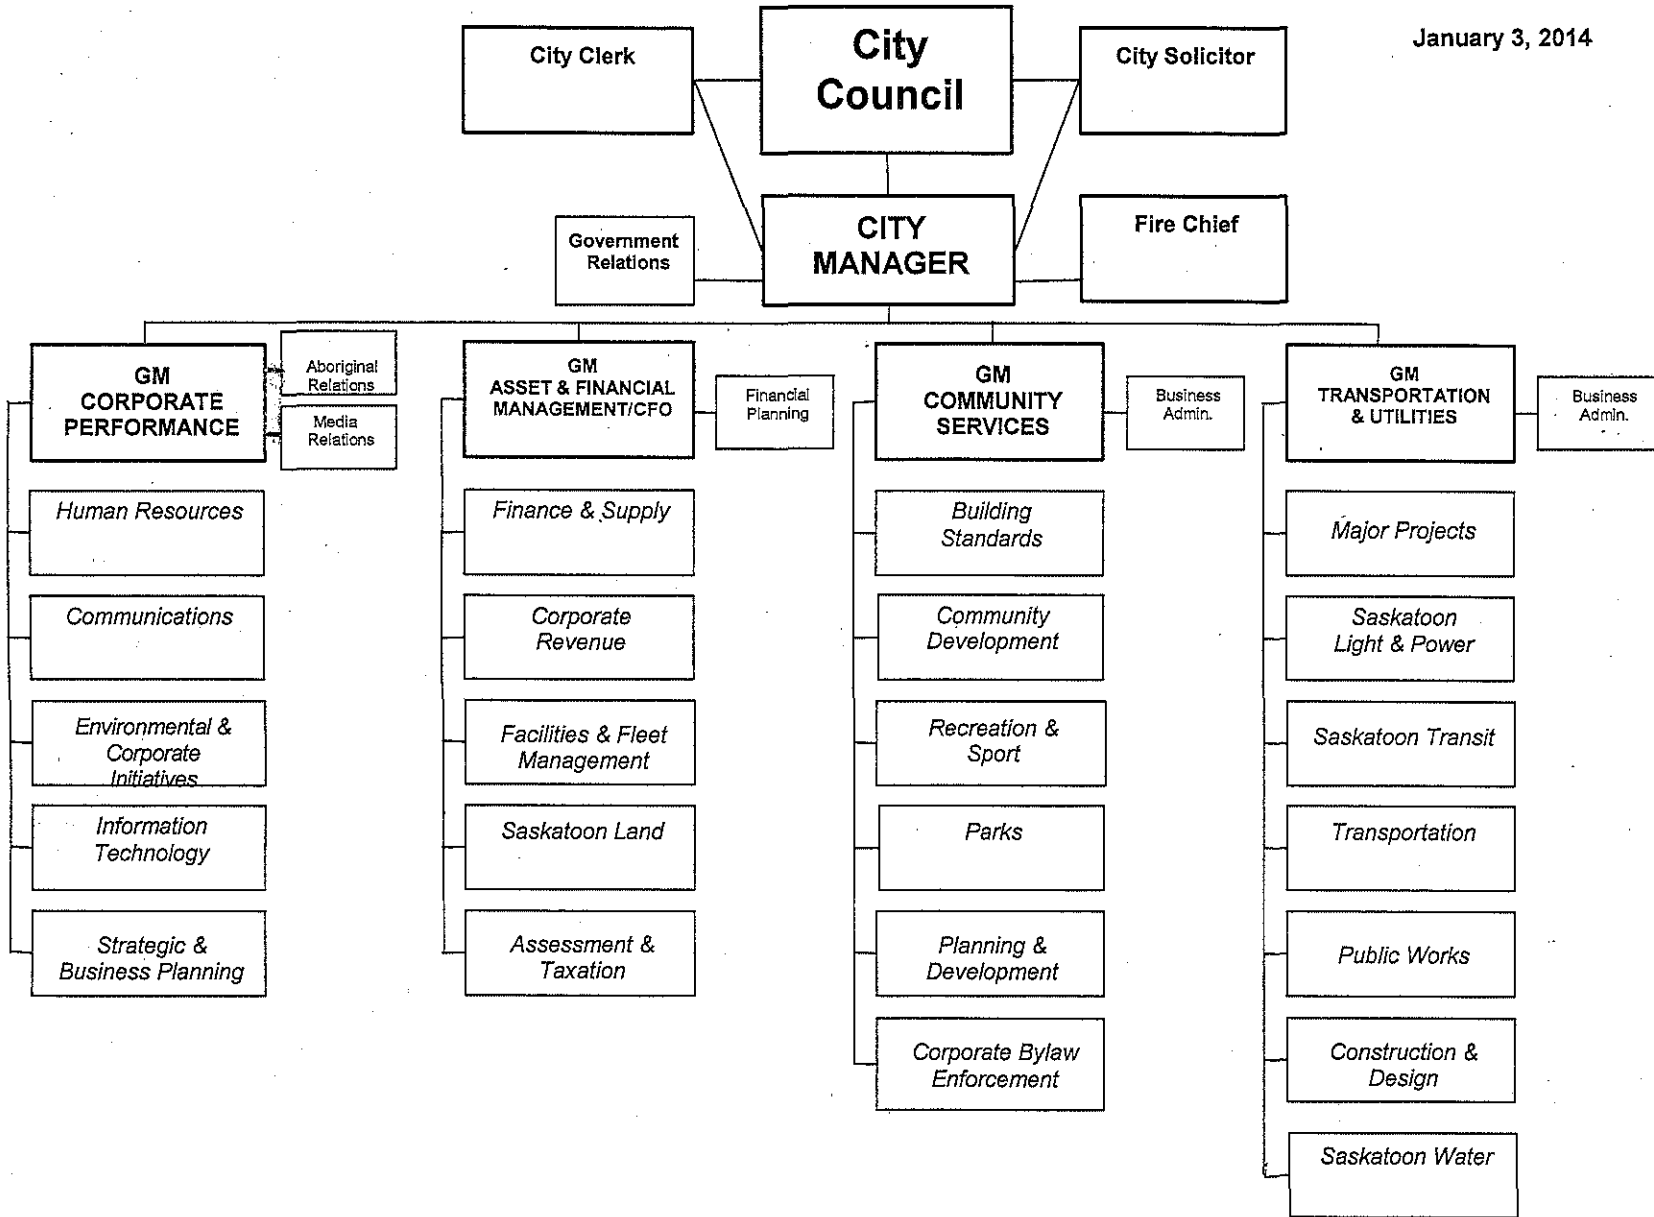 January 3, 2014
City Clerk
City
Council
City Solicitor
Government
Relations
CITY
MANAGER
Fire Chief
GM
CORPORATE
PERFORMANCE
Aboriginal
Relations
Media
Relations
Human Resources
Communications
Environmental &
Corporate
Initiatives
Information
Technology
Strategic &
Business Planning
GM
ASSET & FINANCIAL
MANAGEMENT/CFO
Financial
Planning
Finance & Supply
Corporate
Revenue
Facilities & Fleet
Management
Saskatoon Land
Assessment &
Taxation
GM
COMMUNITY
SERVICES
Business
Admin.
Building
Standards
Community
Development
Recreation &
Sport
Parks
Planning &
Development
Corporate Bylaw
Enforcement
GM
TRANSPORTATION
& UTILITIES
Business
Admin.
Major Projects
Saskatoon
Light & Power
Saskatoon Transit
Transportation
Public Works
Construction &
Design
Saskatoon Water